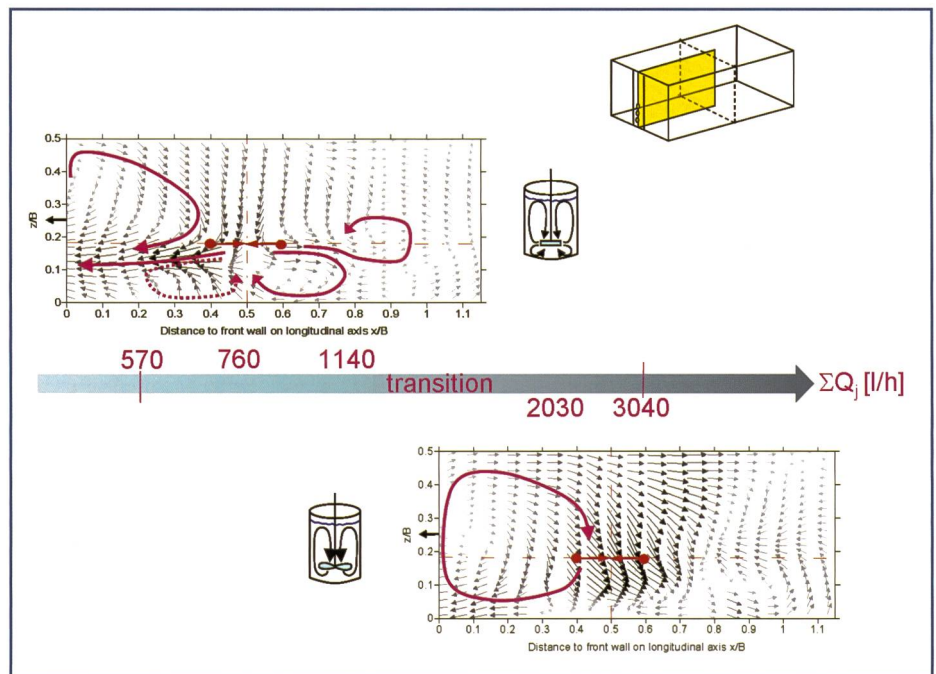 0.5
0.4
0.3
0.2
0.1
0
z/B
0 0.1 0.2 0.3 0.4 0.5 0.6 0.7 0.8 0.9 1 1.1
Distance to front wall on longitudinal axis x/B
570 760 1140
transition
ΣQj [l/h]
2030 3040
0.5
0.4
0.3
0.2
0.1
0
z/B
0 0.1 0.2 0.3 0.4 0.5 0.6 0.7 0.8 0.9 1 1.1
Distance to front wall on longitudinal axis x/B